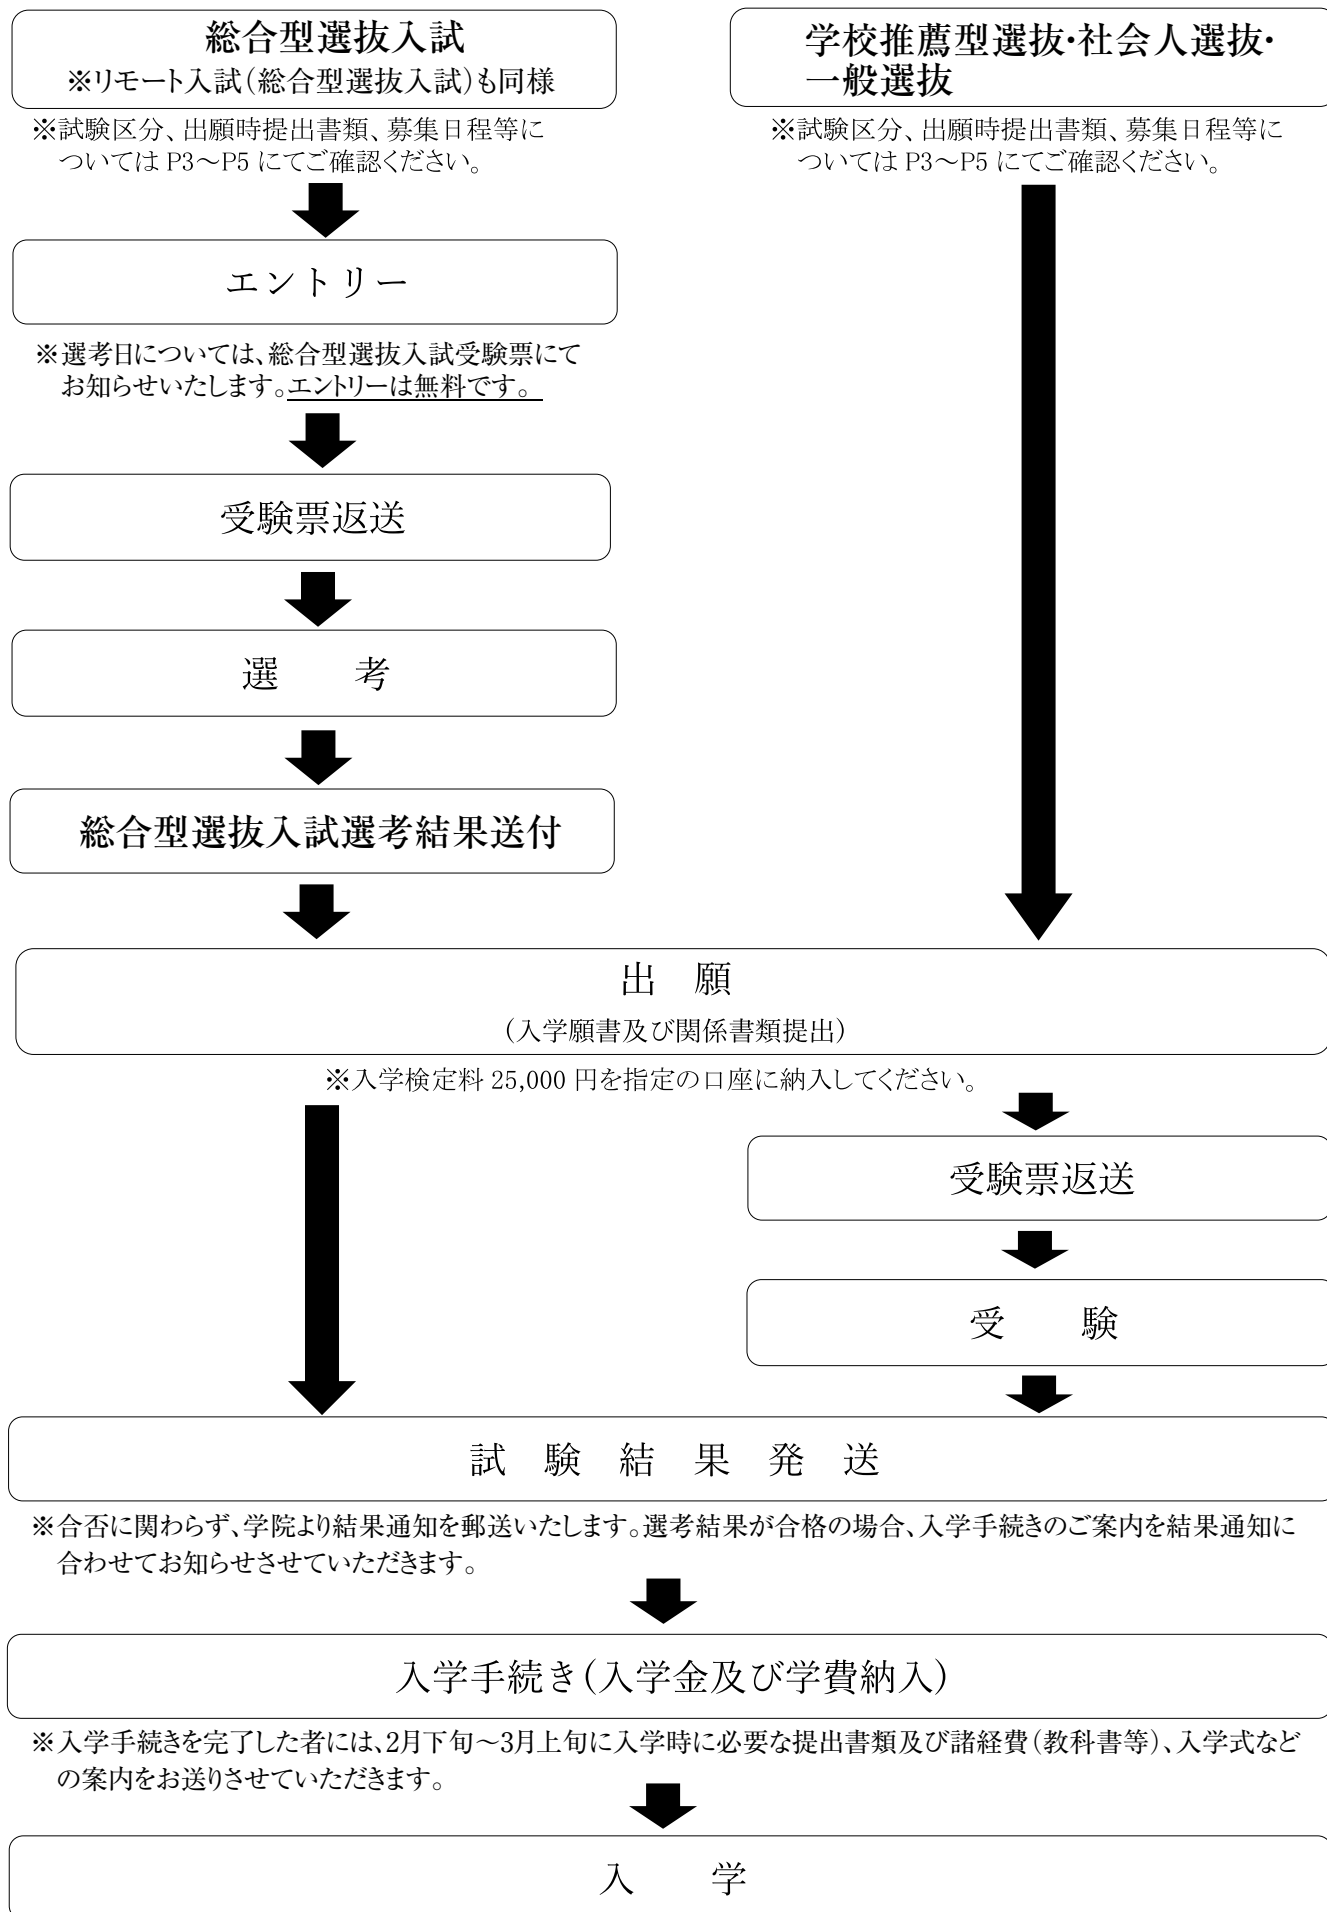 総合型選抜入試
※リモート入試(総合型選抜入試)も同様
※試験区分、出願時提出書類、募集日程等に
ついては P3～P5 にてご確認ください。
学校推薦型選抜・社会人選抜・
一般選抜
※試験区分、出願時提出書類、募集日程等に
ついては P3～P5 にてご確認ください。
エントリー
※選考日については、総合型選抜入試受験票にて
お知らせいたします。エントリーは無料です。
受験票返送
選　考
総合型選抜入試選考結果送付
出　願
(入学願書及び関係書類提出)
※入学検定料 25,000 円を指定の口座に納入してください。
受験票返送
受　験
試 験 結 果 発 送
※合否に関わらず、学院より結果通知を郵送いたします。選考結果が合格の場合、入学手続きのご案内を結果通知に
合わせてお知らせさせていただきます。
入学手続き(入学金及び学費納入)
※入学手続きを完了した者には、2月下旬～3月上旬に入学時に必要な提出書類及び諸経費(教科書等)、入学式など
の案内をお送りさせていただきます。
入　学